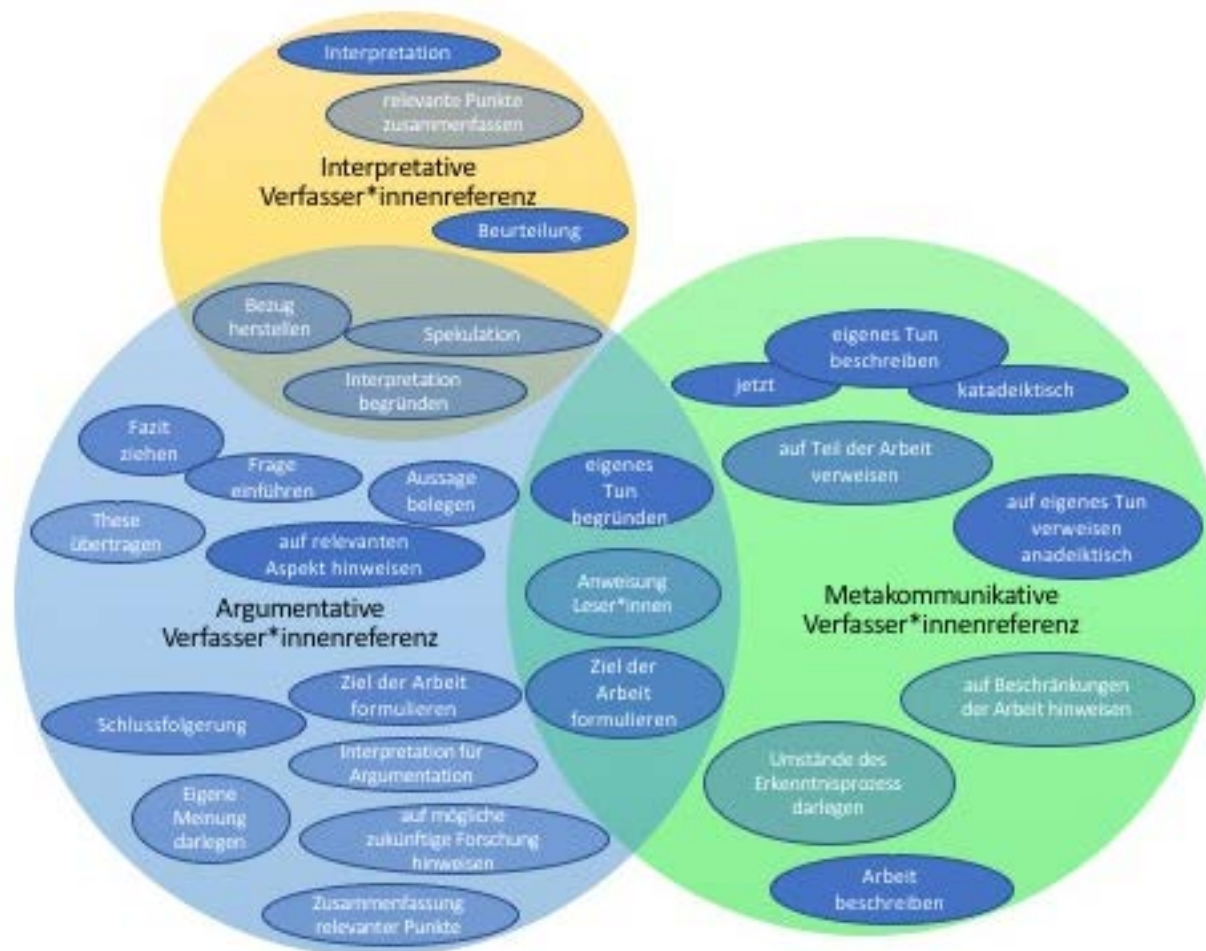 Interpretation
relevante Punkte
zusammenfassen
Interpretative
Verfasser*innenreferenz
Beurteilung
Bezug
herstellen
Spekulation
Interpretation
begründen
Fazit
ziehen
Frage
einführen
Aussage
belegen
These
übertragen
auf relevanten
Aspekt hinweisen
Argumentative
Verfasser*innenreferenz
Schlussfolgerung
Ziel der Arbeit
formulieren
Interpretation für
Argumentation
Eigene
Meinung
darlegen
auf mögliche
zukünftige Forschung
hinweisen
Zusammenfassung
relevanter Punkte
eigenes
Tun
begründen
Anweisung
Leser*innen
Ziel der
Arbeit
formulieren
eigenes Tun
beschreiben
jetzt
katadeiktisch
auf Teil der Arbeit
verweisen
auf eigenes Tun
verweisen
anadeiktisch
Metakommunikative
Verfasser*innenreferenz
auf Beschränkungen
der Arbeit hinweisen
Umstände des
Erkenntnisprozess
darlegen
Arbeit
beschreiben